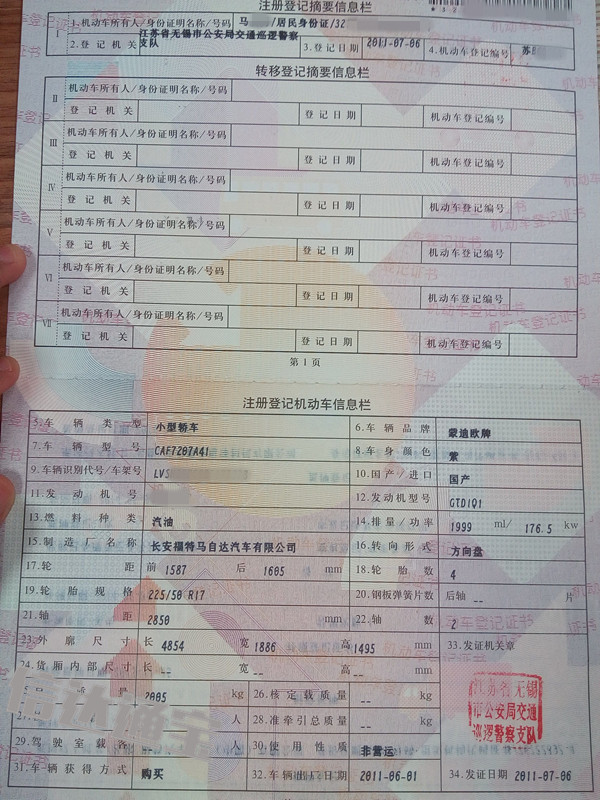 注册登记摘要信息栏
I 1.机动车所有人/身份证明名称/号码 马 /居民身份证/32
2.登记机关 江苏省无锡市公安局交通巡逻警察支队 3.登记日期 2011-07-06 4.机动车登记编号 苏
转移登记摘要信息栏
II 机动车所有人/身份证明名称/号码
登记机关 登记日期 机动车登记编号
III 机动车所有人/身份证明名称/号码
登记机关 登记日期 机动车登记编号
IV 机动车所有人/身份证明名称/号码
登记机关 登记日期 机动车登记编号
V 机动车所有人/身份证明名称/号码
登记机关 登记日期 机动车登记编号
VI 机动车所有人/身份证明名称/号码
登记机关 登记日期 机动车登记编号
VII 机动车所有人/身份证明名称/号码
登记机关 登记日期 机动车登记编号
第1页
注册登记机动车信息栏
5.车辆类型 小型轿车 6.车辆品牌 蒙迪欧牌
7.车辆型号 CAF7207A41 8.车身颜色 紫
9.车辆识别代号/车架号 LVS 10.国产/进口 国产
11.发动机号 12.发动机型号 GTDIQ1
13.燃料种类 汽油 14.排量/功率 1999 ml/ 176.5 kw
15.制造厂名称 长安福特马自达汽车有限公司 16.转向形式 方向盘
17.轮距 前 1587 后 1605 mm 18.轮胎数 4
19.轮胎规格 225/50 R17 20.钢板弹簧片数 后轴 -- 片
21.轴距 2850 mm 22.轴数 2
23.外廓尺寸 长 4854 宽 1886 高 1495 mm 33.发证机关章
24.货厢内部尺寸 长 -- 宽 -- 高 -- mm
量 2005 kg 26.核定载质量 -- kg
人 28.准牵引总质量 -- kg
29.驾驶室载客 人 30.使用性质 非营运
31.车辆获得方式 购买 32.车辆出厂日期 2011-06-01 34.发证日期 2011-07-06
江苏省无锡
市公安局交通
巡逻警察支队